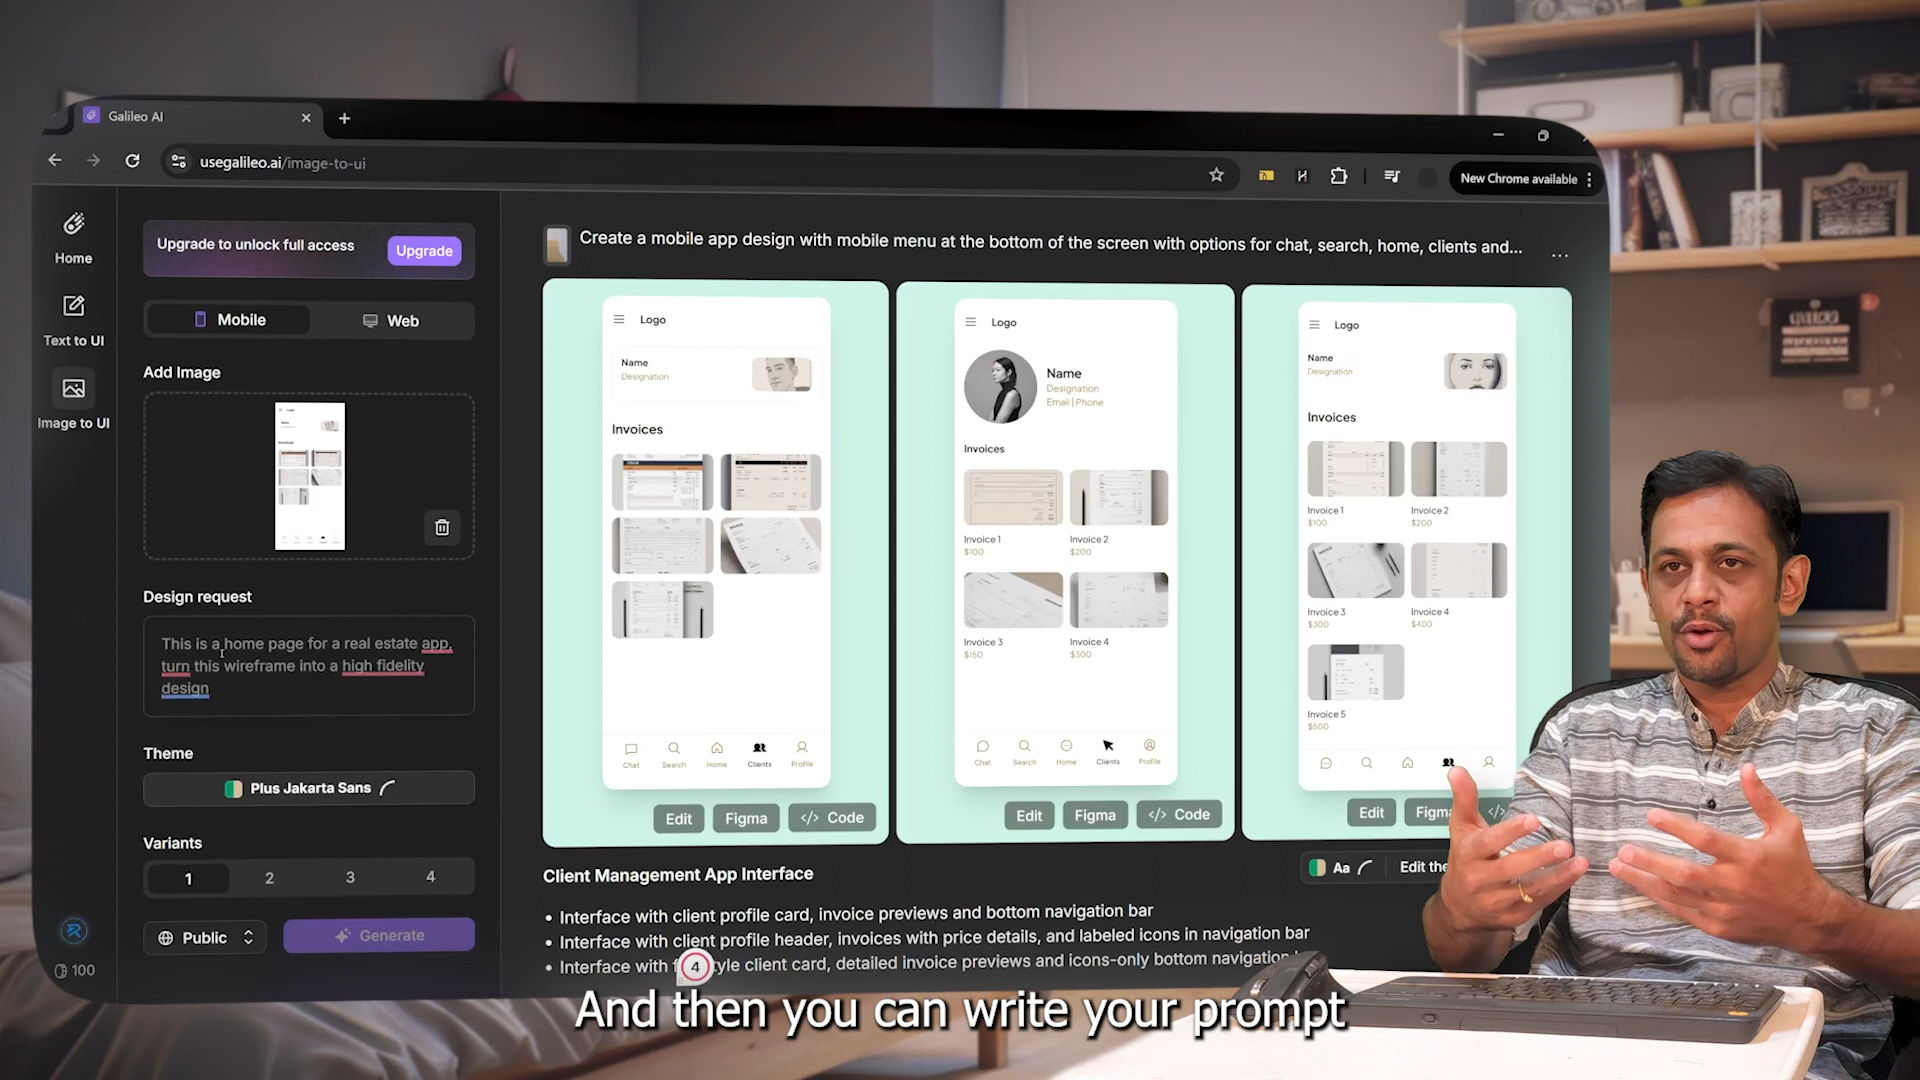 Galileo AI
usegalileo.ai/image-to-ui
New Chrome available
Home
Text to UI
Image to UI
100
Upgrade to unlock full access
Upgrade
Mobile
Web
Add Image
Design request
This is a home page for a real estate app,
turn this wireframe into a high fidelity
design
Theme
Plus Jakarta Sans
Variants
1
2
3
4
Public
Generate
Create a mobile app design with mobile menu at the bottom of the screen with options for chat, search, home, clients and...
Logo
Name
Designation
Invoices
Chat
Search
Home
Clients
Profile
Edit
Figma
</> Code
Logo
Name
Designation
Email | Phone
Invoices
Invoice 1
$100
Invoice 2
$200
Invoice 3
$150
Invoice 4
$300
Chat
Search
Home
Clients
Profile
Edit
Figma
</> Code
Logo
Name
Designation
Invoices
Invoice 1
$100
Invoice 2
$200
Invoice 3
$300
Invoice 4
$400
Invoice 5
$500
Edit
Figma
</>
Client Management App Interface
Aa
Edit the
• Interface with client profile card, invoice previews and bottom navigation bar
• Interface with client profile header, invoices with price details, and labeled icons in navigation bar
• Interface with client card, detailed invoice previews and icons-only bottom navigation
4
And then you can write your prompt